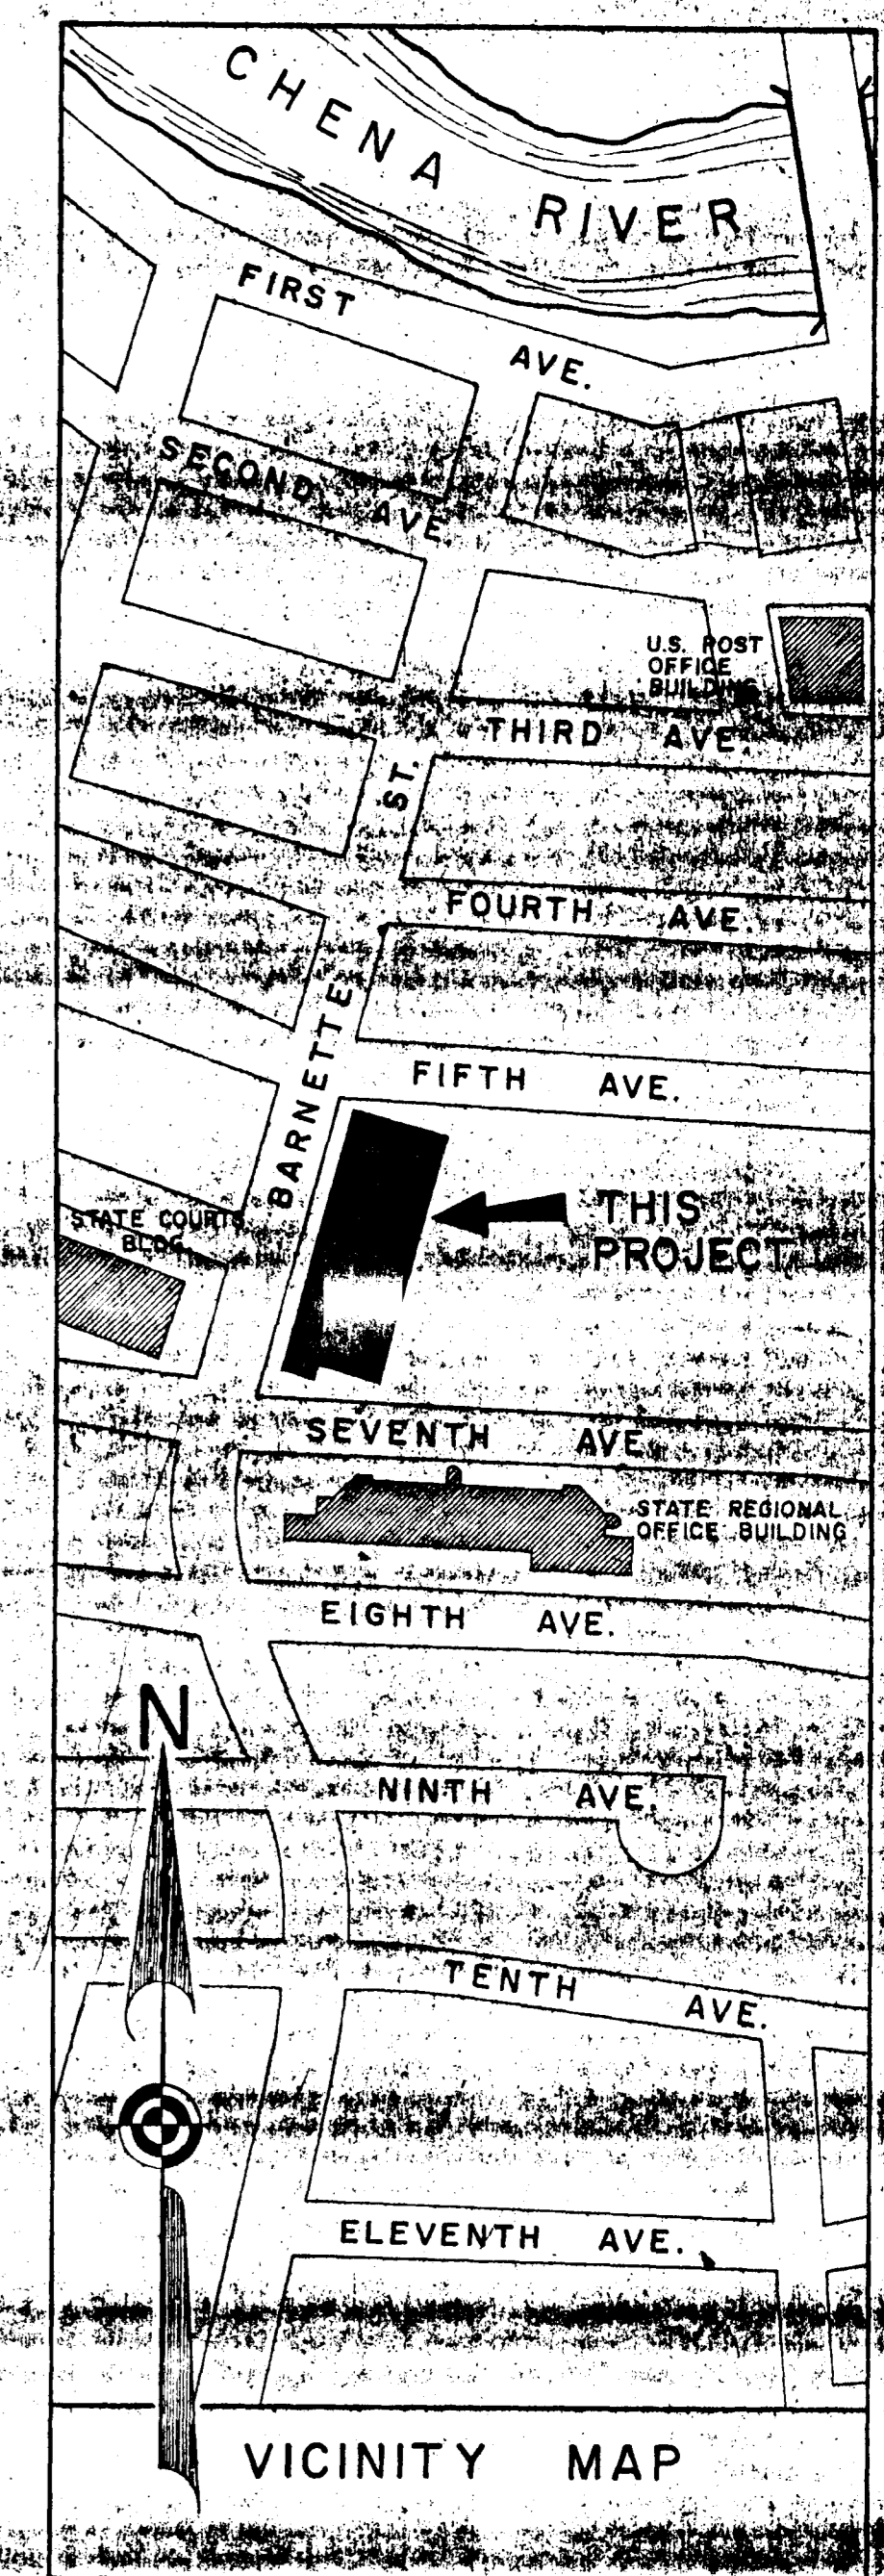 CHENA RIVER
FIRST AVE.
SECOND AVE.
U.S. POST
OFFICE
BUILDING
THIRD AVE.
BARNETTE ST.
FOURTH AVE.
FIFTH AVE.
THIS
PROJECT
STATE COURTS
BLDG.
SEVENTH AVE.
STATE REGIONAL
OFFICE BUILDING
EIGHTH AVE.
N
NINTH AVE.
TENTH AVE.
ELEVENTH AVE.
VICINITY MAP